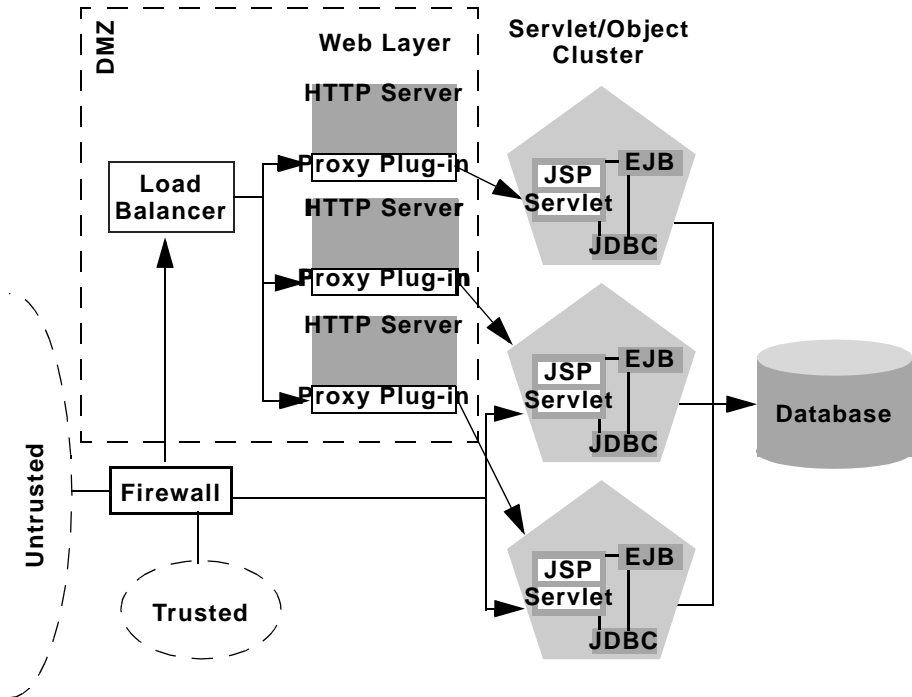 DMZ
Web Layer
Servlet/Object
Cluster
HTTP Server
Proxy Plug-in
HTTP Server
Proxy Plug-in
HTTP Server
Proxy Plug-in
Load
Balancer
JSP
Servlet
EJB
JDBC
JSP
Servlet
EJB
JDBC
JSP
Servlet
EJB
JDBC
Database
Untrusted
Firewall
Trusted